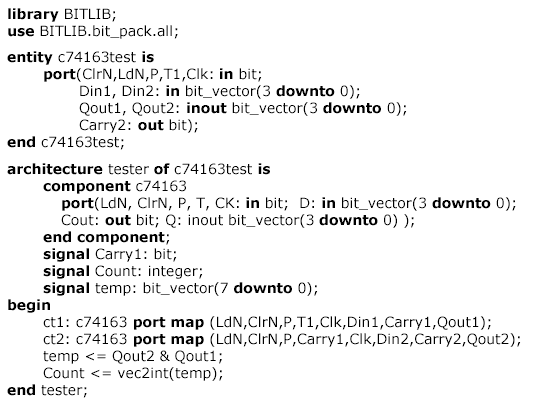 library BITLIB;
use BITLIB.bit_pack.all;
entity c74163test is
port(ClrN,LdN,P,T1,Clk: in bit;
Din1, Din2: in bit_vector(3 downto 0);
Qout1, Qout2: inout bit_vector(3 downto 0);
Carry2: out bit);
end c74163test;
architecture tester of c74163test is
component c74163
port(LdN, ClrN, P, T, CK: in bit; D: in bit_vector(3 downto 0);
Cout: out bit; Q: inout bit_vector(3 downto 0) );
end component;
signal Carry1: bit;
signal Count: integer;
signal temp: bit_vector(7 downto 0);
begin
ct1: c74163 port map (LdN,ClrN,P,T1,Clk,Din1,Carry1,Qout1);
ct2: c74163 port map (LdN,ClrN,P,Carry1,Clk,Din2,Carry2,Qout2);
temp <= Qout2 & Qout1;
Count <= vec2int(temp);
end tester;